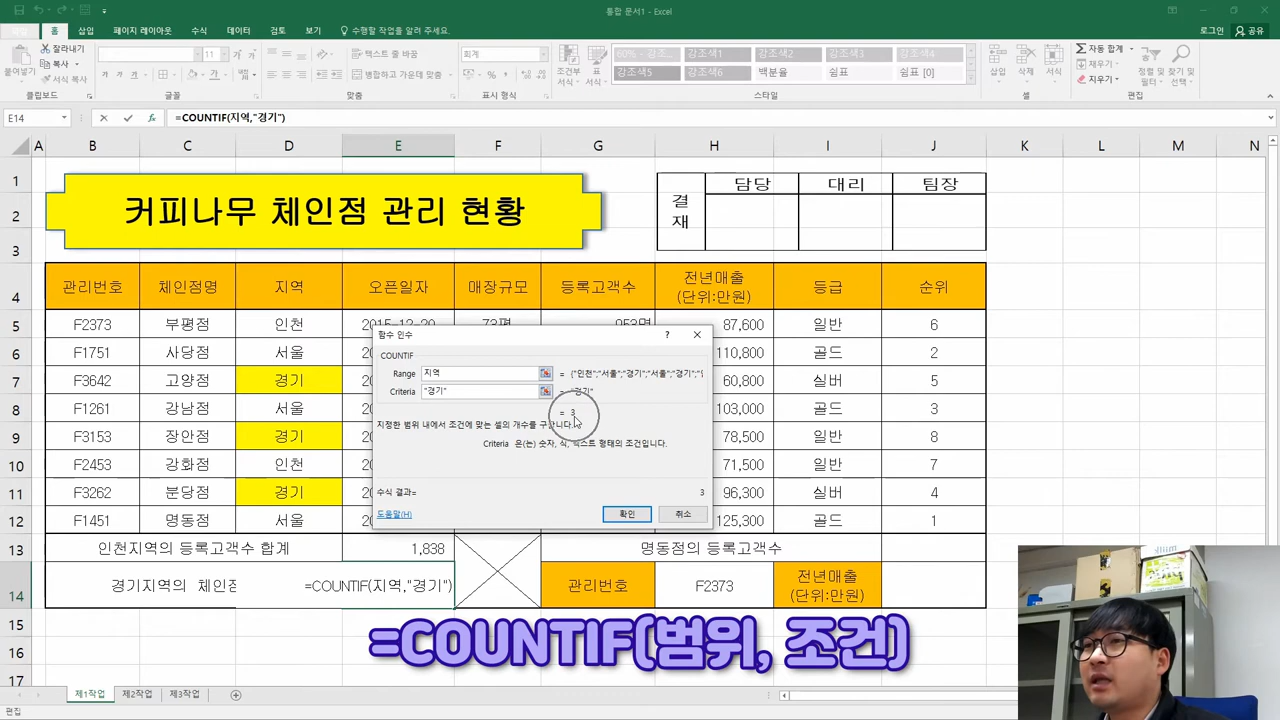 통합 문서1 - Excel
로그인 공유
홈 삽입 페이지 레이아웃 수식 데이터 검토 보기 수행할 작업을 알려 주세요.
붙여넣기 잘라내기 복사 서식 복사
11
텍스트 줄 바꿈
병합하고 가운데 맞춤
회계
조건부 서식 표 서식
60% - 강조... 강조색1 강조색2 강조색3 강조색4
강조색5 강조색6 백분율 쉼표 쉼표 [0]
삽입 삭제 서식
자동 합계 채우기 지우기
정렬 및 필터 찾기 및 선택
클립보드 글꼴 맞춤 표시 형식 스타일 셀 편집
E14 fx =COUNTIF(지역,"경기")
A B C D E F G H I J K L M N
커피나무 체인점 관리 현황
결재 담당 대리 팀장
1
2
3
4 관리번호 체인점명 지역 오픈일자 매장규모 등록고객수 전년매출 (단위:만원) 등급 순위
5 F2373 부평점 인천 2015-12-20 73평 953명 87,600 일반 6
6 F1751 사당점 서울 110,800 골드 2
7 F3642 고양점 경기 60,800 실버 5
8 F1261 강남점 서울 103,000 골드 3
9 F3153 장안점 경기 78,500 일반 8
10 F2453 강화점 인천 71,500 일반 7
11 F3262 분당점 경기 96,300 실버 4
12 F1451 명동점 서울 125,300 골드 1
13 인천지역의 등록고객수 합계 1,838 명동점의 등록고객수
14 경기지역의 체인점 =COUNTIF(지역,"경기") 관리번호 F2373 전년매출 (단위:만원)
15
16
17
함수 인수 ?
COUNTIF
Range 지역 = {"인천";"서울";"경기";"서울";"경기";
Criteria "경기" = "경기"
= 3
지정한 범위 내에서 조건에 맞는 셀의 개수를 구합니다.
Criteria 은(는) 숫자, 식, 텍스트 형태의 조건입니다.
수식 결과= 3
도움말(H) 확인 취소
=COUNTIF(범위, 조건)
제1작업 제2작업 제3작업
편집